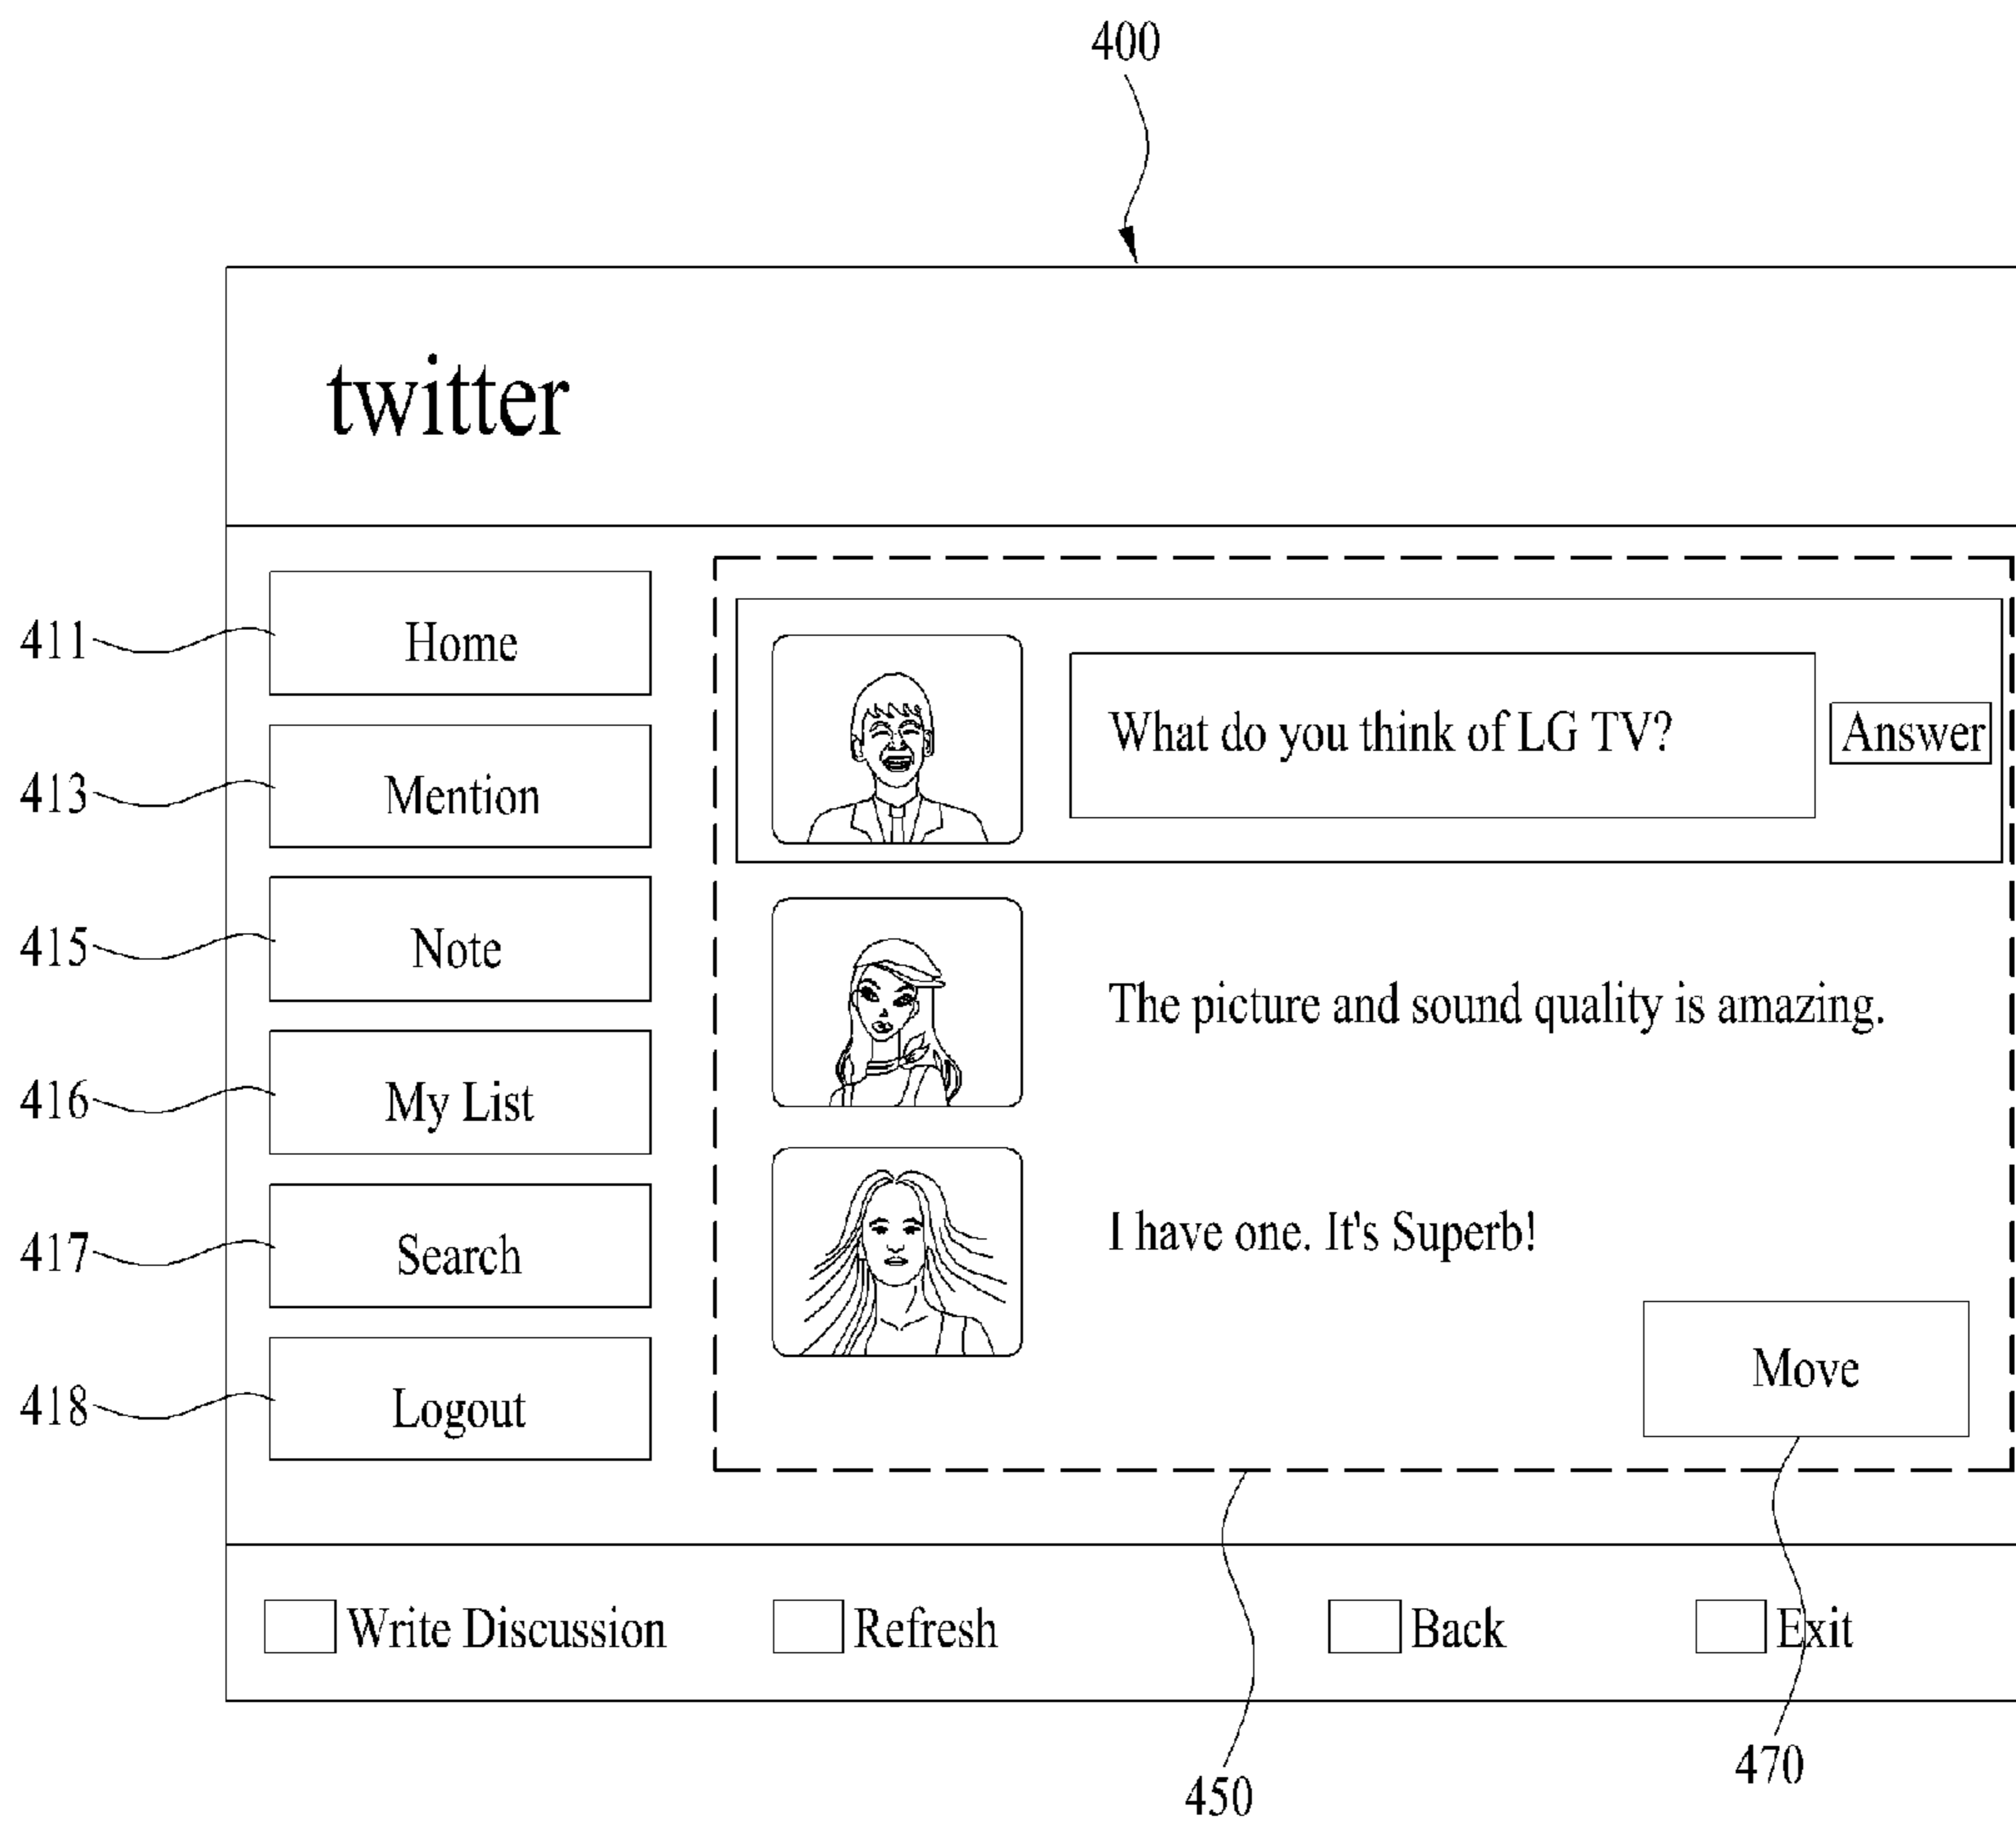 400
twitter
411 Home
What do you think of LG TV? Answer
413 Mention
415 Note
The picture and sound quality is amazing.
416 My List
417 Search
I have one. It's Superb!
418 Logout
Move
Write Discussion Refresh Back Exit
470
450